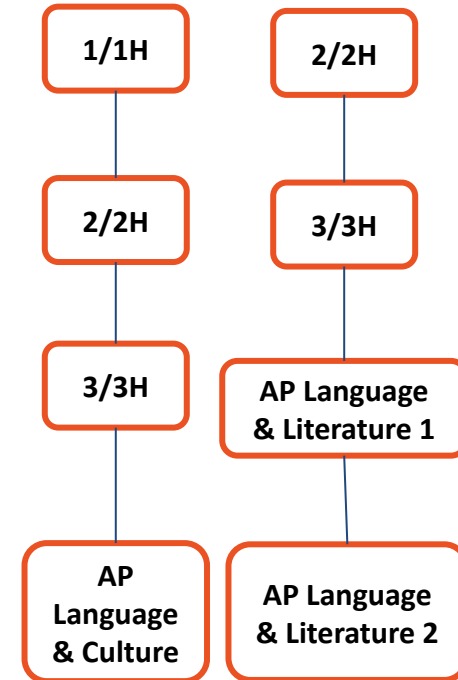 1/1H
2/2H
3/3H
AP
Language
& Culture
2/2H
3/3H
AP Language
& Literature 1
AP Language
& Literature 2